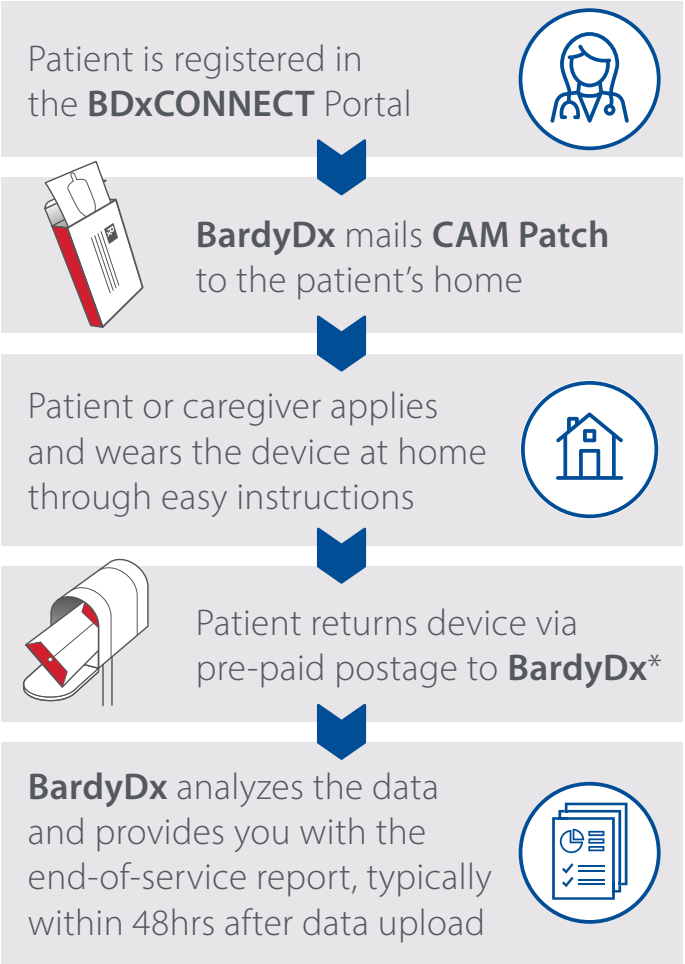 Patient is registered in
the BDxCONNECT Portal
BardyDx mails CAM Patch
to the patient’s home
Patient or caregiver applies
and wears the device at home
through easy instructions
Patient returns device via
pre-paid postage to BardyDx*
BardyDx analyzes the data
and provides you with the
end-of-service report, typically
within 48hrs after data upload